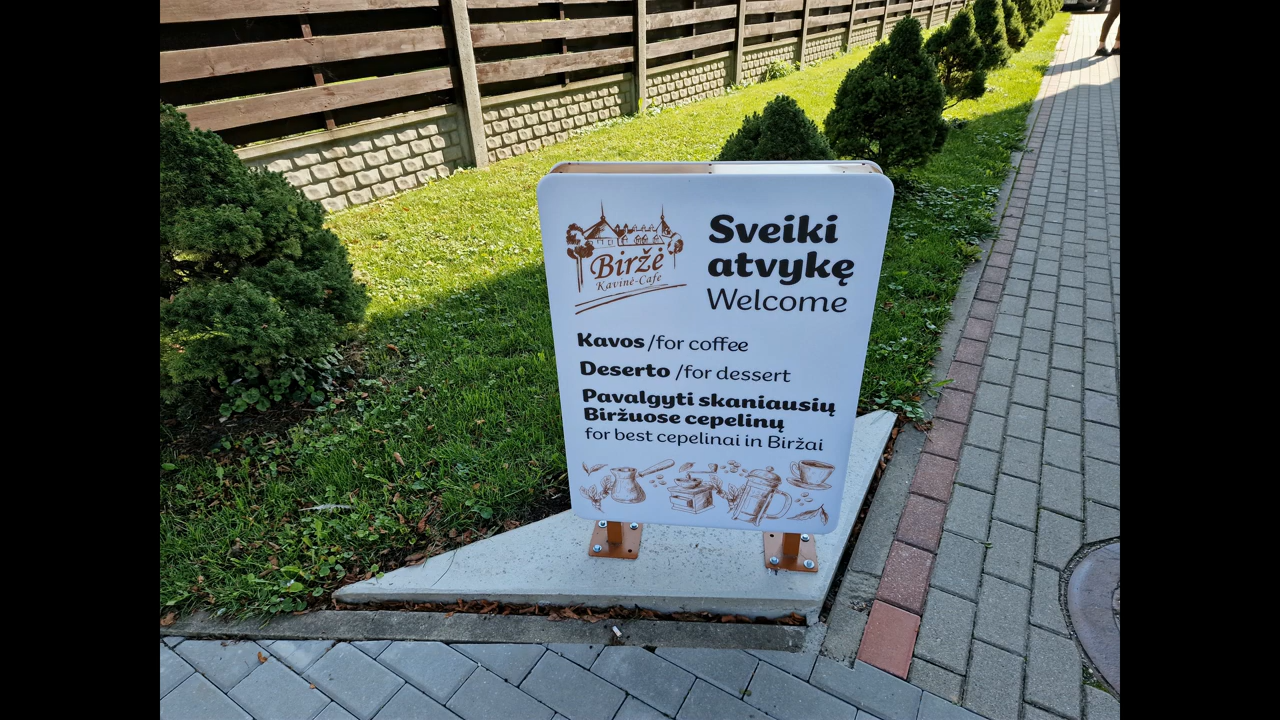 Biržė
Kavinė-Cafe
Sveiki
atvykę
Welcome
Kavos /for coffee
Deserto /for dessert
Pavalgyti skaniausių
Biržuose cepelinų
for best cepelinai in Biržai